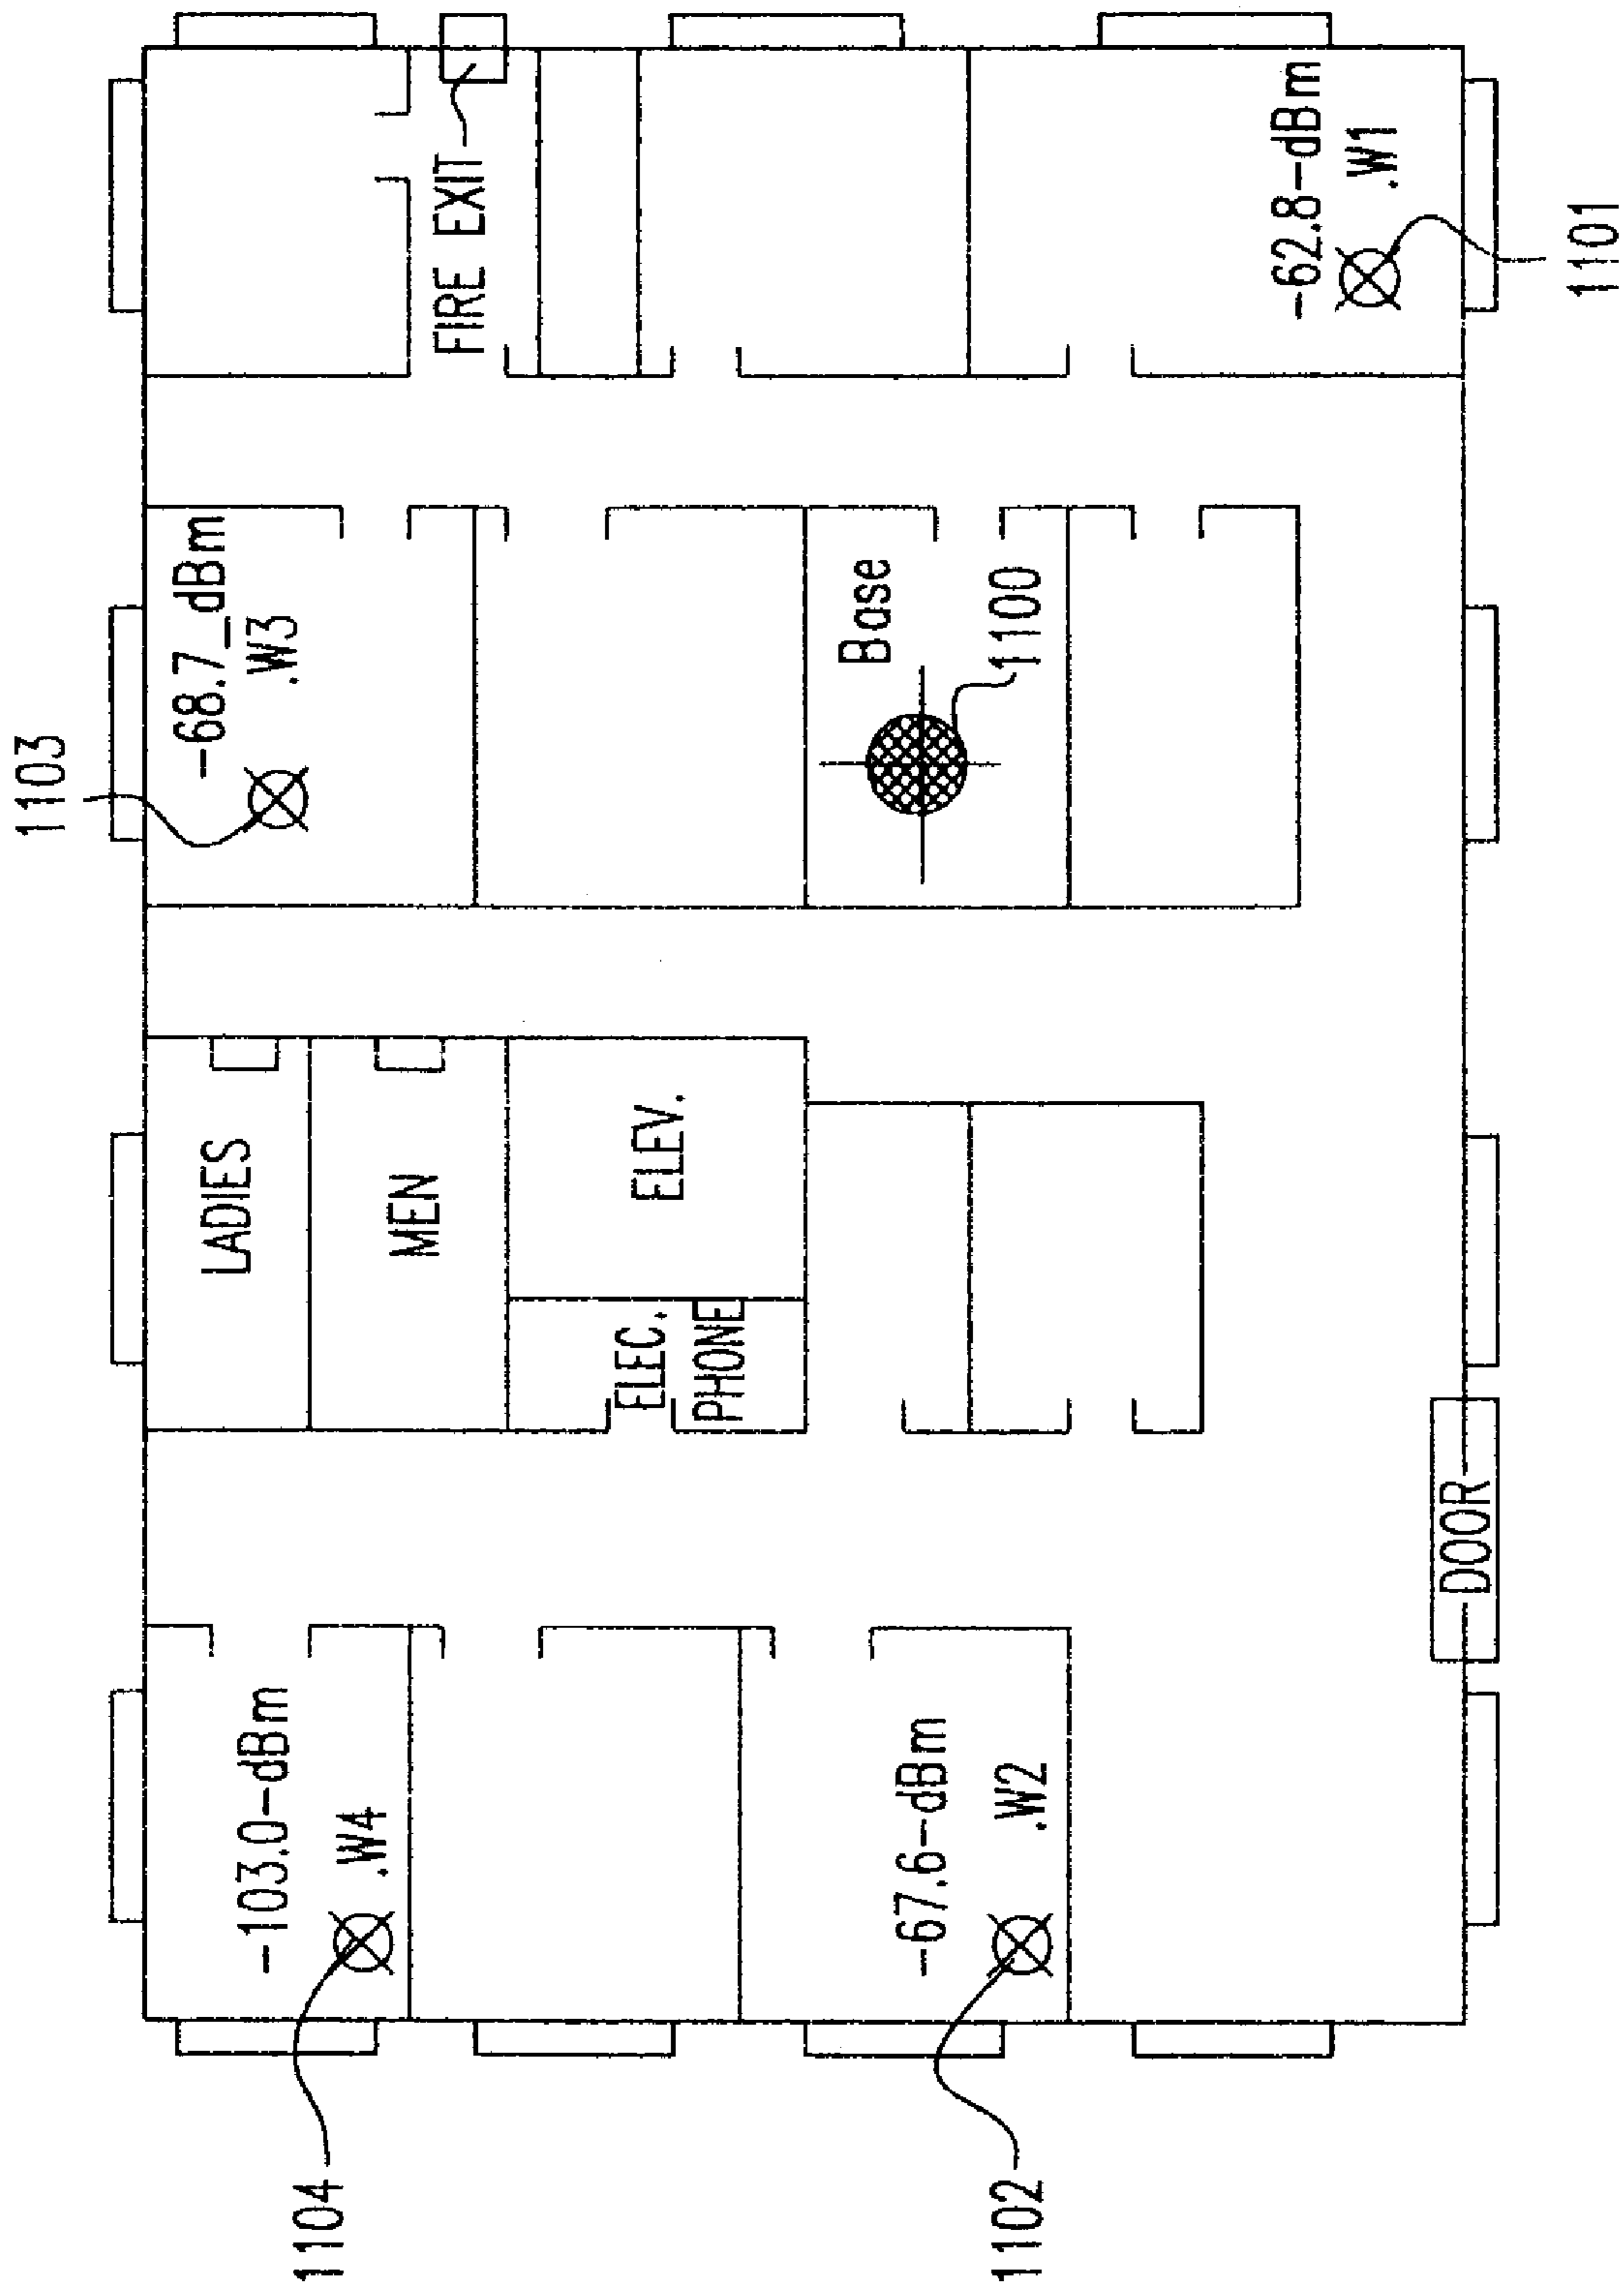 1103
-68.7_dBm
.W3
FIRE EXIT
LADIES
MEN
ELEV.
ELEC.
PHONE
1104
-103.0-dBm
.W4
Base
1100
1102
-67.6-dBm
.W2
-62.8-dBm
.W1
1101
DOOR